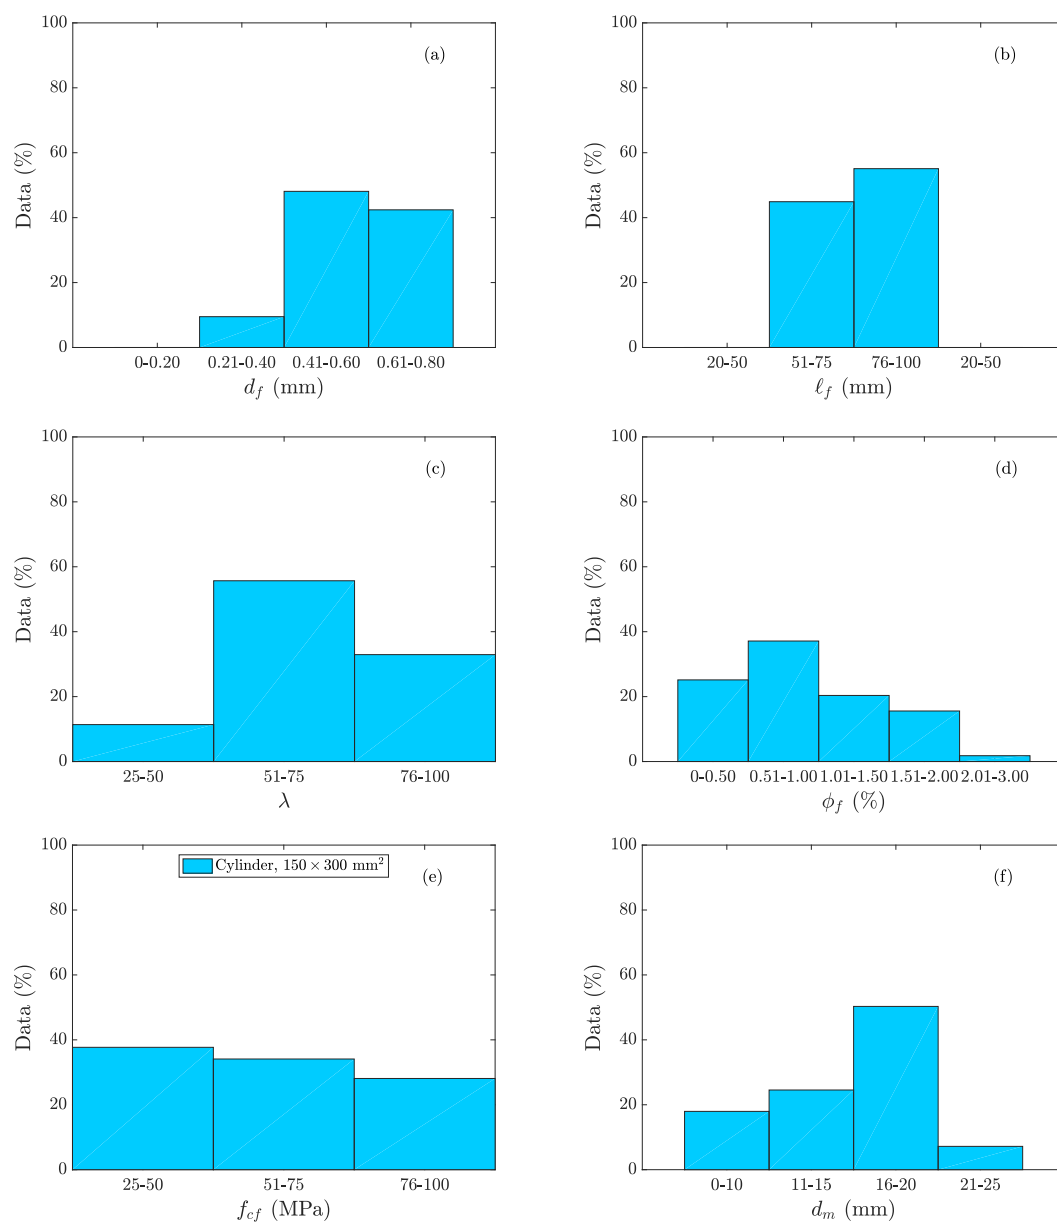 (a)
Data (%)
100
80
60
40
20
0
0-0.20 0.21-0.40 0.41-0.60 0.61-0.80
d_f (mm)
(b)
Data (%)
100
80
60
40
20
0
20-50 51-75 76-100 20-50
ℓ_f (mm)
(c)
Data (%)
100
80
60
40
20
0
25-50 51-75 76-100
λ
(d)
Data (%)
100
80
60
40
20
0
0-0.50 0.51-1.00 1.01-1.50 1.51-2.00 2.01-3.00
ϕ_f (%)
(e)
Cylinder, 150 × 300 mm²
Data (%)
100
80
60
40
20
0
25-50 51-75 76-100
f_cf (MPa)
(f)
Data (%)
100
80
60
40
20
0
0-10 11-15 16-20 21-25
d_m (mm)